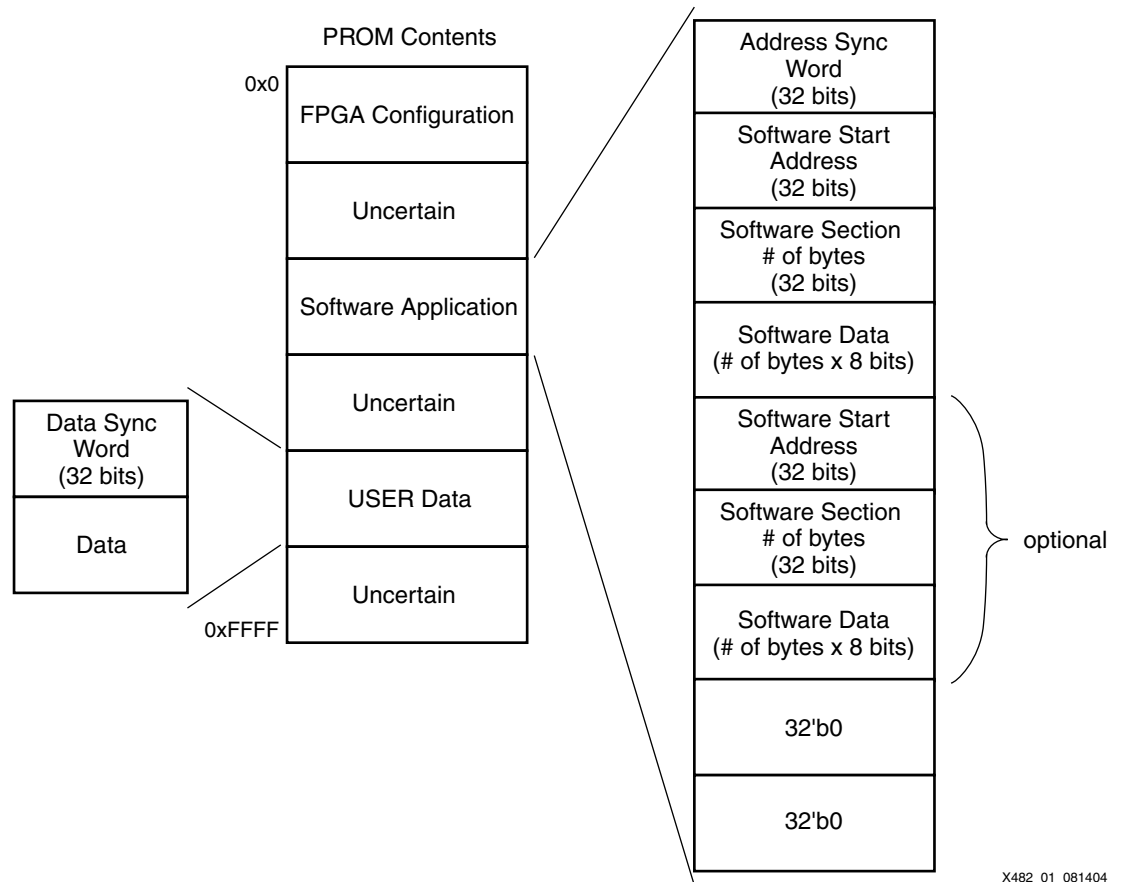 PROM Contents
0x0
FPGA Configuration
Uncertain
Software Application
Uncertain
USER Data
Uncertain
0xFFFF
Data Sync
Word
(32 bits)
Data
Address Sync
Word
(32 bits)
Software Start
Address
(32 bits)
Software Section
# of bytes
(32 bits)
Software Data
(# of bytes x 8 bits)
Software Start
Address
(32 bits)
Software Section
# of bytes
(32 bits)
Software Data
(# of bytes x 8 bits)
32'b0
32'b0
optional
X482_01_081404